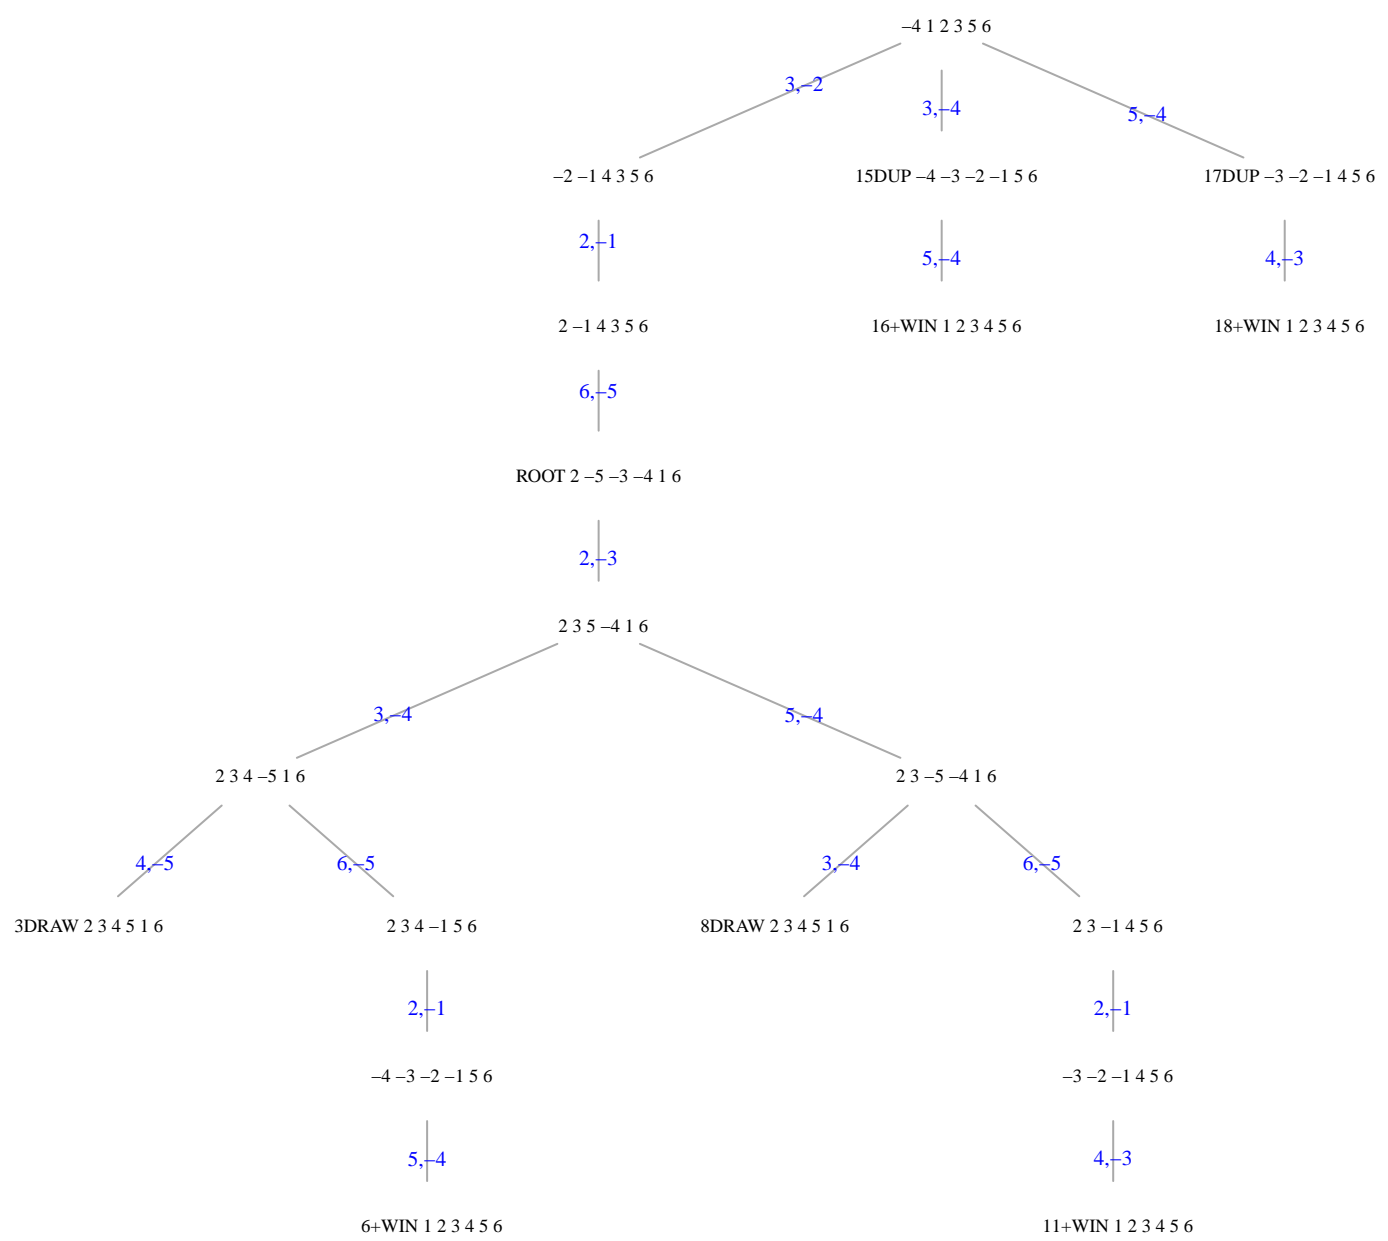 –4 1 2 3 5 6
3,–2
3,–4
5,–4
–2 –1 4 3 5 6
15DUP –4 –3 –2 –1 5 6
17DUP –3 –2 –1 4 5 6
2,–1
5,–4
4,–3
2 –1 4 3 5 6
16+WIN 1 2 3 4 5 6
18+WIN 1 2 3 4 5 6
6,–5
ROOT 2 –5 –3 –4 1 6
2,–3
2 3 5 –4 1 6
3,–4
5,–4
2 3 4 –5 1 6
2 3 –5 –4 1 6
4,–5
6,–5
3,–4
6,–5
3DRAW 2 3 4 5 1 6
2 3 4 –1 5 6
8DRAW 2 3 4 5 1 6
2 3 –1 4 5 6
2,–1
2,–1
–4 –3 –2 –1 5 6
–3 –2 –1 4 5 6
5,–4
4,–3
6+WIN 1 2 3 4 5 6
11+WIN 1 2 3 4 5 6